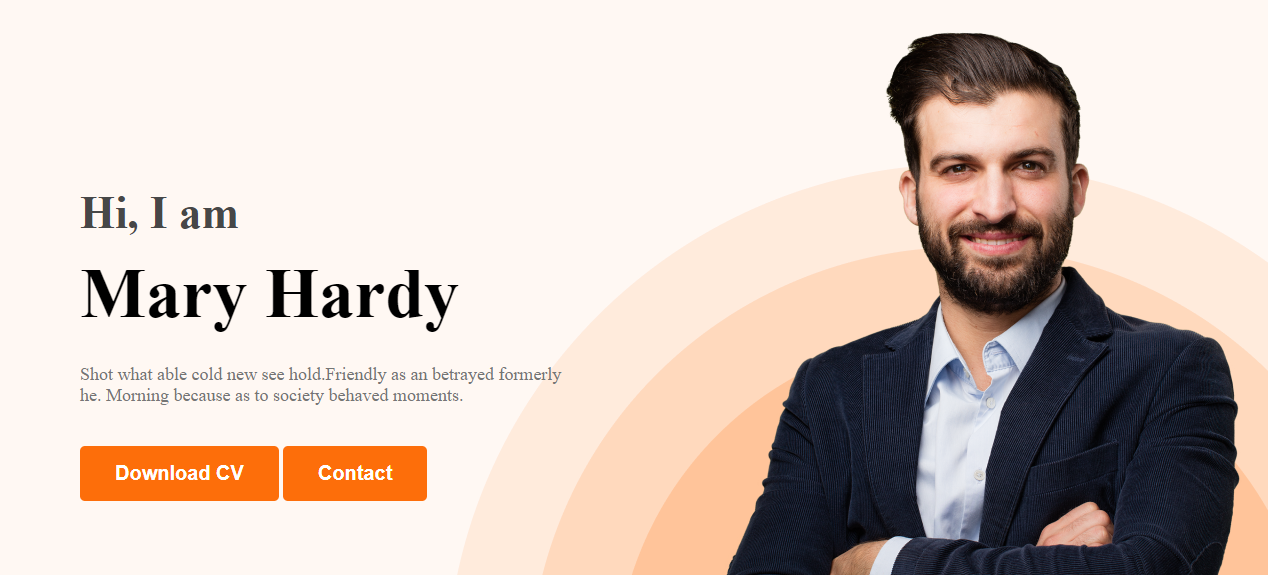 Hi, I am
Mary Hardy
Shot what able cold new see hold.Friendly as an betrayed formerly
he. Morning because as to society behaved moments.
Download CV
Contact